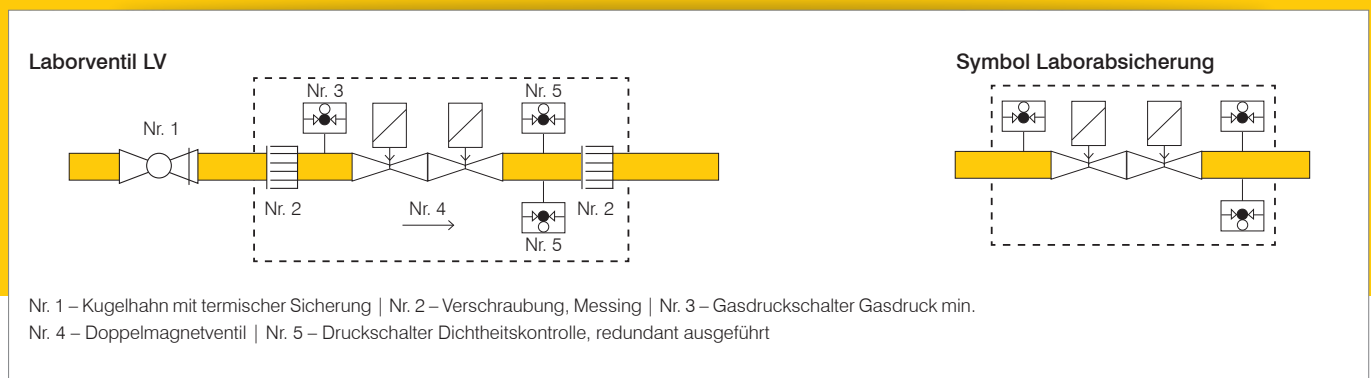 Laborventil LV
Symbol Laborabsicherung
Nr. 3
Nr. 5
Nr. 1
Nr. 2
Nr. 4
Nr. 2
Nr. 5
Nr. 1 – Kugelhahn mit termischer Sicherung | Nr. 2 – Verschraubung, Messing | Nr. 3 – Gasdruckschalter Gasdruck min.
Nr. 4 – Doppelmagnetventil | Nr. 5 – Druckschalter Dichtheitskontrolle, redundant ausgeführt